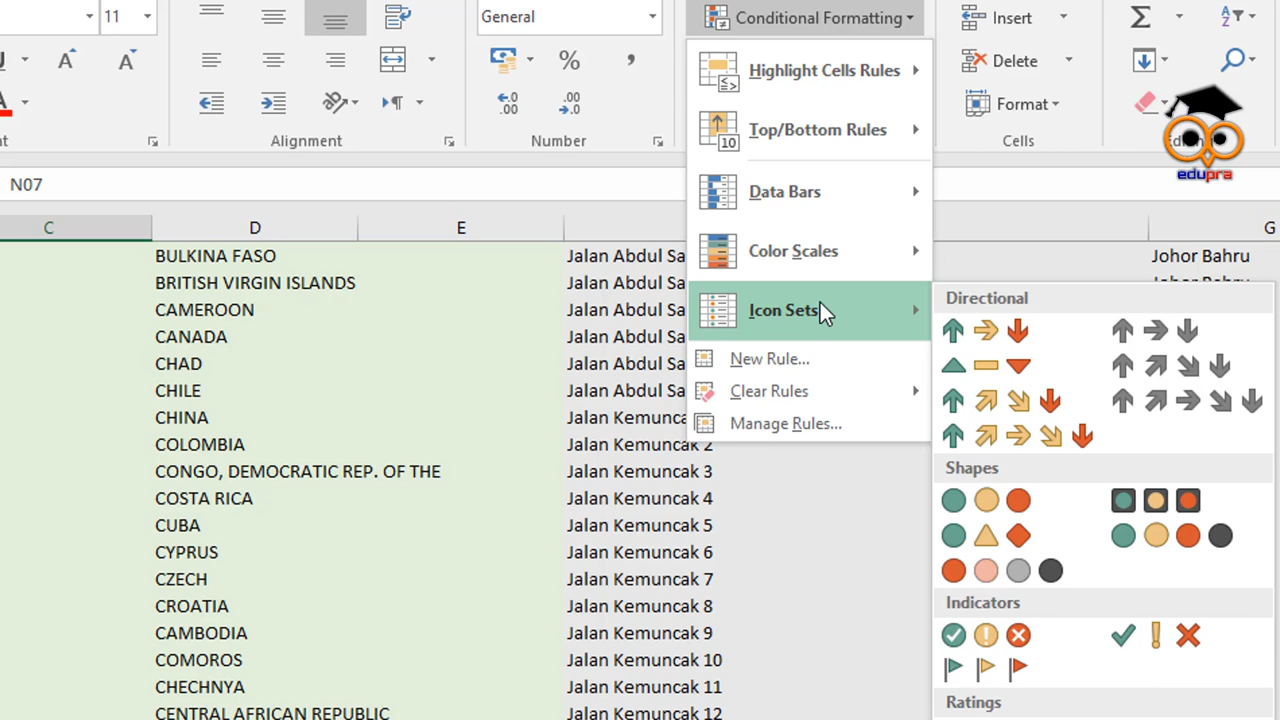 11
General
Conditional Formatting
Insert
Delete
Format
Alignment
Number
Cells
edupra
N07
C D E G
Highlight Cells Rules
Top/Bottom Rules
Data Bars
Color Scales
Icon Sets
New Rule...
Clear Rules
Manage Rules...
Directional
Shapes
Indicators
Ratings
BULKINA FASO Jalan Abdul Sa Johor Bahru
BRITISH VIRGIN ISLANDS Jalan Abdul Sa
CAMEROON Jalan Abdul Sa
CANADA Jalan Abdul Sa
CHAD Jalan Abdul Sa
CHILE Jalan Abdul Sa
CHINA Jalan Kemunca
COLOMBIA Jalan Kemuncak 2
CONGO, DEMOCRATIC REP. OF THE Jalan Kemuncak 3
COSTA RICA Jalan Kemuncak 4
CUBA Jalan Kemuncak 5
CYPRUS Jalan Kemuncak 6
CZECH Jalan Kemuncak 7
CROATIA Jalan Kemuncak 8
CAMBODIA Jalan Kemuncak 9
COMOROS Jalan Kemuncak 10
CHECHNYA Jalan Kemuncak 11
CENTRAL AFRICAN REPUBLIC Jalan Kemuncak 12